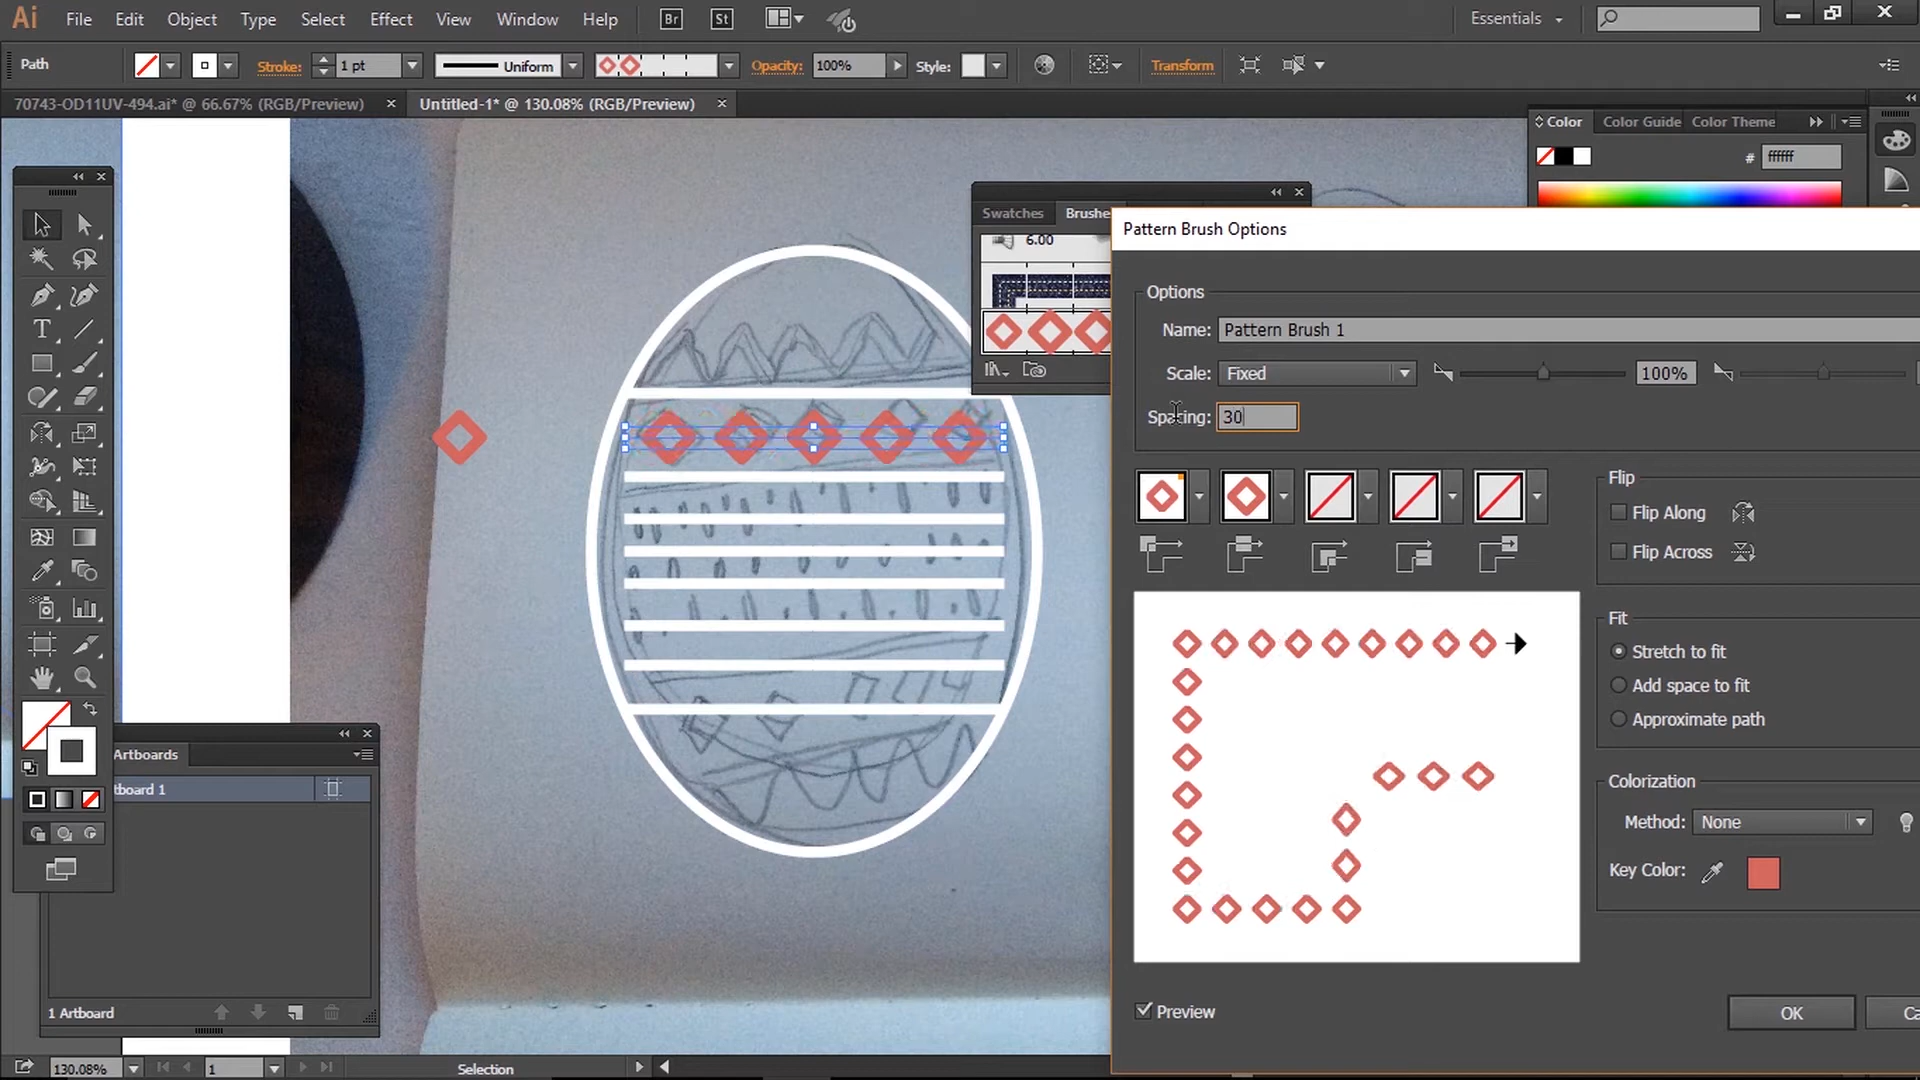 Ai File Edit Object Type Select Effect View Window Help Br St Essentials
Path Stroke: 1 pt Uniform Opacity: 100% Style: Transform
70743-OD11UV-494.ai* @ 66.67% (RGB/Preview) Untitled-1* @ 130.08% (RGB/Preview)
Color Color Guide Color Theme
# ffffff
Swatches Brushe
6.00
Pattern Brush Options
Options
Name: Pattern Brush 1
Scale: Fixed 100%
Spacing: 30
Flip
Flip Along
Flip Across
Fit
Stretch to fit
Add space to fit
Approximate path
Colorization
Method: None
Key Color:
Preview
OK Ca
Artboards
tboard 1
1 Artboard
130.08% 1 Selection